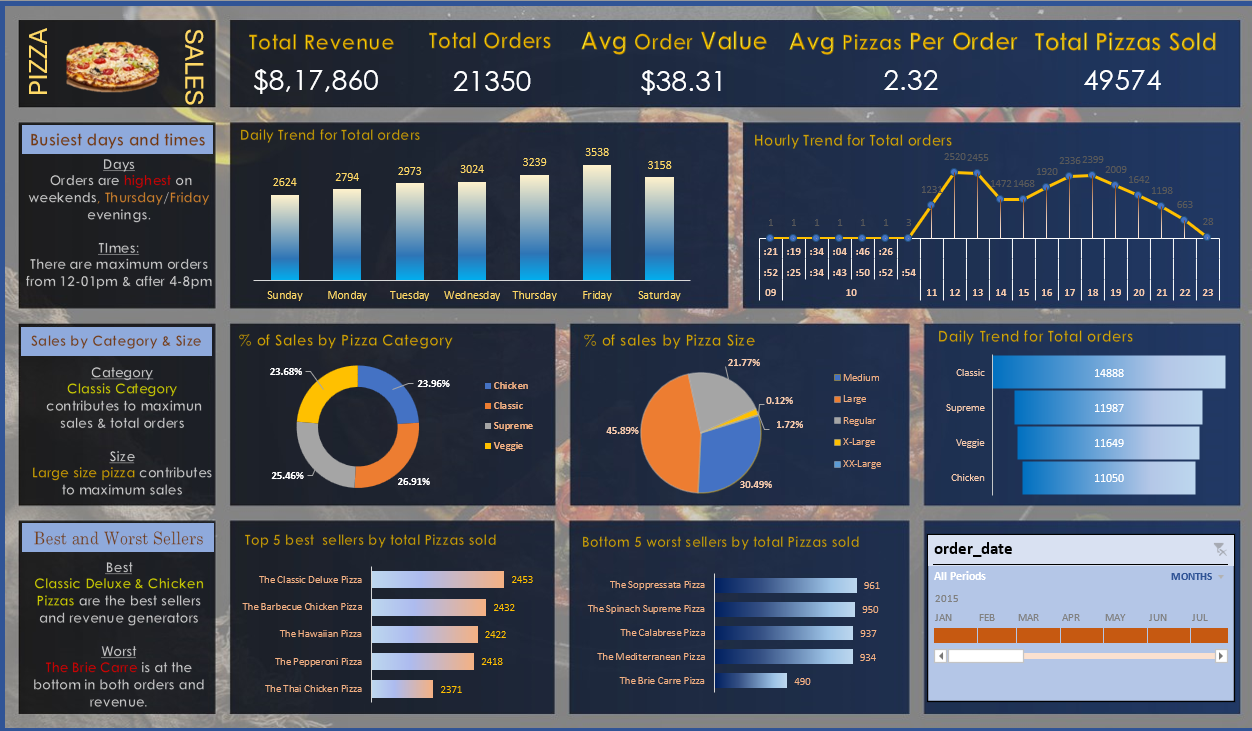 PIZZA
SALES
Total Revenue
$8,17,860
Total Orders
21350
Avg Order Value
$38.31
Avg Pizzas Per Order
2.32
Total Pizzas Sold
49574
Busiest days and times
Days
Orders are highest on
weekends, Thursday/Friday
evenings.
TImes:
There are maximum orders
from 12-01pm & after 4-8pm
Daily Trend for Total orders
2624
2794
2973
3024
3239
3538
3158
Sunday
Monday
Tuesday
Wednesday
Thursday
Friday
Saturday
Hourly Trend for Total orders
1 1 1 1 1 1 3 1231 2520 2455 1472 1468 1920 2336 2399 2009 1642 1198 663 28
:21 :19 :34 :04 :46 :26
:52 :25 :34 :43 :50 :52 :54
09 10 11 12 13 14 15 16 17 18 19 20 21 22 23
Sales by Category & Size
Category
Classis Category
contributes to maximun
sales & total orders
Size
Large size pizza contributes
to maximum sales
% of Sales by Pizza Category
23.68%
23.96%
25.46%
26.91%
Chicken
Classic
Supreme
Veggie
% of sales by Pizza Size
21.77%
0.12%
1.72%
45.89%
30.49%
Medium
Large
Regular
X-Large
XX-Large
Daily Trend for Total orders
Classic 14888
Supreme 11987
Veggie 11649
Chicken 11050
Best and Worst Sellers
Best
Classic Deluxe & Chicken
Pizzas are the best sellers
and revenue generators
Worst
The Brie Carre is at the
bottom in both orders and
revenue.
Top 5 best sellers by total Pizzas sold
The Classic Deluxe Pizza 2453
The Barbecue Chicken Pizza 2432
The Hawaiian Pizza 2422
The Pepperoni Pizza 2418
The Thai Chicken Pizza 2371
Bottom 5 worst sellers by total Pizzas sold
The Soppressata Pizza 961
The Spinach Supreme Pizza 950
The Calabrese Pizza 937
The Mediterranean Pizza 934
The Brie Carre Pizza 490
order_date
All Periods
MONTHS
2015
JAN FEB MAR APR MAY JUN JUL